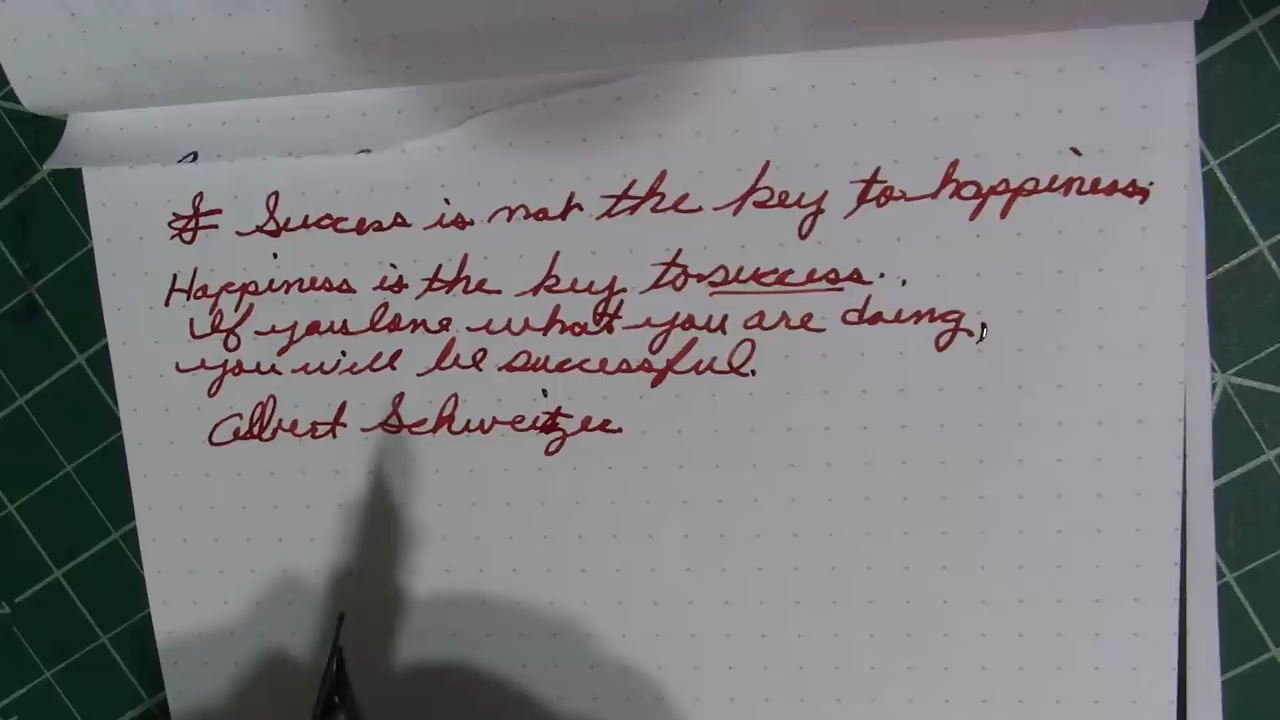 Success is not the key to happiness,
Happiness is the key to success.
If you love what you are doing,
you will be successful.
Albert Schweitzer